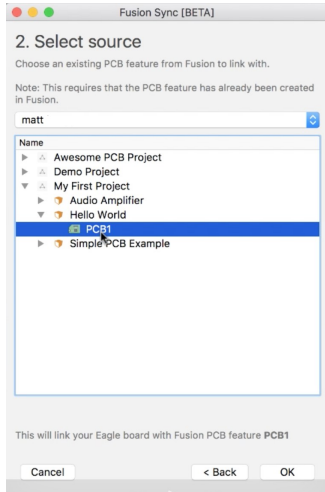 Fusion Sync [BETA]
2. Select source
Choose an existing PCB feature from Fusion to link with.
Note: This requires that the PCB feature has already been created
in Fusion.
matt
Name
Awesome PCB Project
Demo Project
My First Project
Audio Amplifier
Hello World
PCB1
Simple PCB Example
This will link your Eagle board with Fusion PCB feature PCB1
Cancel
< Back
OK